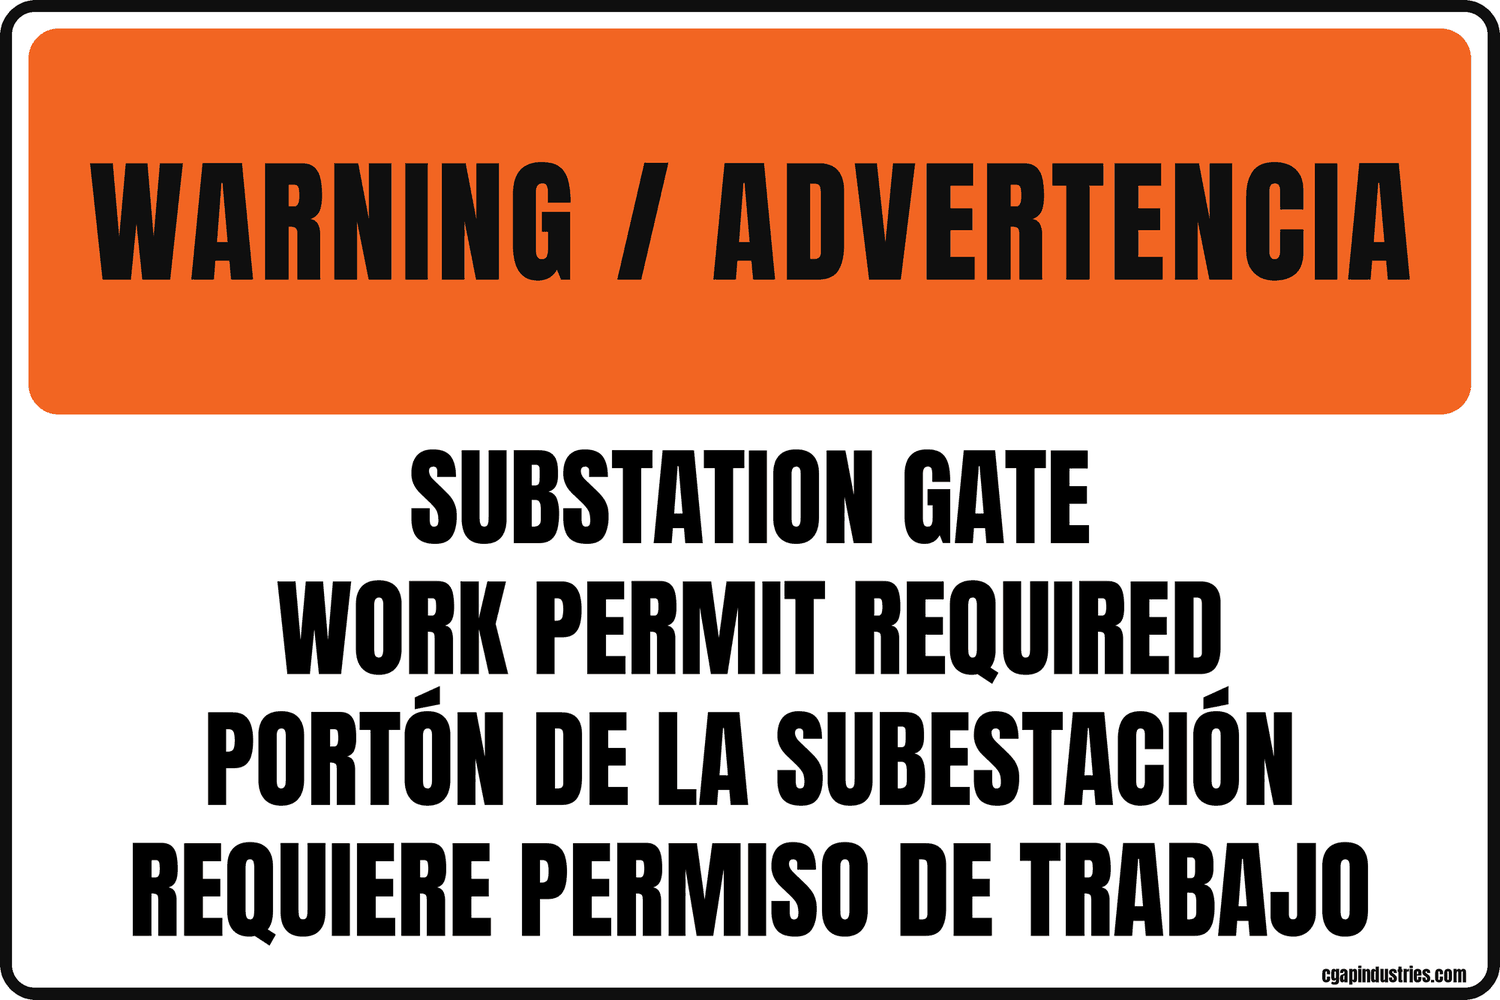 WARNING / ADVERTENCIA
SUBSTATION GATE
WORK PERMIT REQUIRED
PORTÓN DE LA SUBESTACIÓN
REQUIERE PERMISO DE TRABAJO
cgapindustries.com